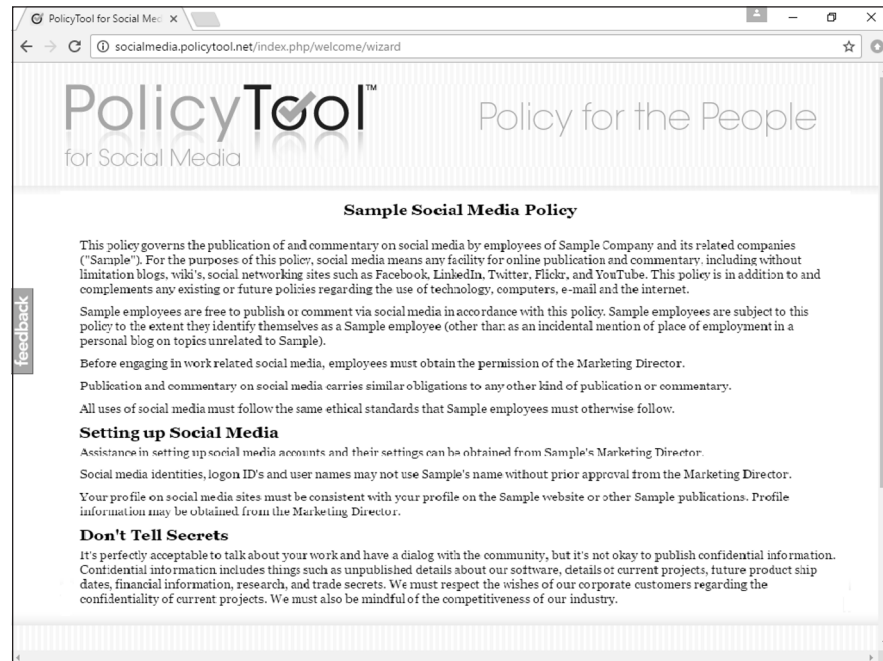 PolicyTool for Social Med
socialmedia.policytool.net/index.php/welcome/wizard
PolicyTool™
for Social Media
Policy for the People
Sample Social Media Policy
This policy governs the publication of and commentary on social media by employees of Sample Company and its related companies
("Sample"). For the purposes of this policy, social media means any facility for online publication and commentary, including without
limitation blogs, wiki's, social networking sites such as Facebook, LinkedIn, Twitter, Flickr, and YouTube. This policy is in addition to and
complements any existing or future policies regarding the use of technology, computers, e-mail and the internet.
Sample employees are free to publish or comment via social media in accordance with this policy. Sample employees are subject to this
policy to the extent they identify themselves as a Sample employee (other than as an incidental mention of place of employment in a
personal blog on topics unrelated to Sample).
feedback
Before engaging in work related social media, employees must obtain the permission of the Marketing Director.
Publication and commentary on social media carries similar obligations to any other kind of publication or commentary.
All uses of social media must follow the same ethical standards that Sample employees must otherwise follow.
Setting up Social Media
Assistance in setting up social media accounts and their settings can be obtained from Sample's Marketing Director.
Social media identities, logon ID's and user names may not use Sample's name without prior approval from the Marketing Director.
Your profile on social media sites must be consistent with your profile on the Sample website or other Sample publications. Profile
information may be obtained from the Marketing Director.
Don't Tell Secrets
It's perfectly acceptable to talk about your work and have a dialog with the community, but it's not okay to publish confidential information.
Confidential information includes things such as unpublished details about our software, details of current projects, future product ship
dates, financial information, research, and trade secrets. We must respect the wishes of our corporate customers regarding the
confidentiality of current projects. We must also be mindful of the competitiveness of our industry.